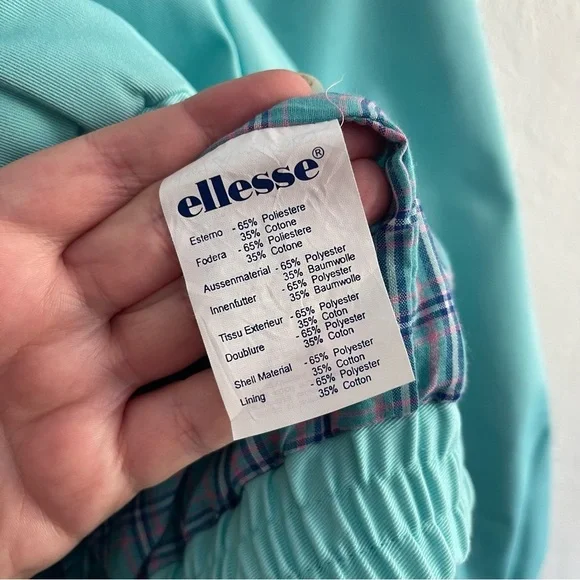 ellesse®
Esterno - 65% Poliestere
35% Cotone
Fodera - 65% Poliestere
35% Cotone
Aussenmaterial - 65% Polyester
35% Baumwolle
Innenfutter - 65% Polyester
35% Baumwolle
Tissu Exterieur - 65% Polyester
35% Coton
Doublure - 65% Polyester
35% Coton
Shell Material - 65% Polyester
35% Cotton
Lining - 65% Polyester
35% Cotton